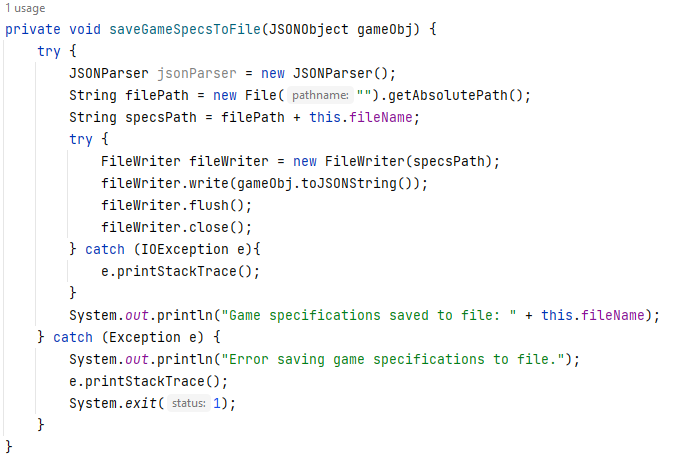 1 usage
private void saveGameSpecsToFile(JSONObject gameObj) {
    try {
        JSONParser jsonParser = new JSONParser();
        String filePath = new File( pathname: "").getAbsolutePath();
        String specsPath = filePath + this.fileName;
        try {
            FileWriter fileWriter = new FileWriter(specsPath);
            fileWriter.write(gameObj.toJSONString());
            fileWriter.flush();
            fileWriter.close();
        } catch (IOException e){
            e.printStackTrace();
        }
        System.out.println("Game specifications saved to file: " + this.fileName);
    } catch (Exception e) {
        System.out.println("Error saving game specifications to file.");
        e.printStackTrace();
        System.exit( status: 1);
    }
}